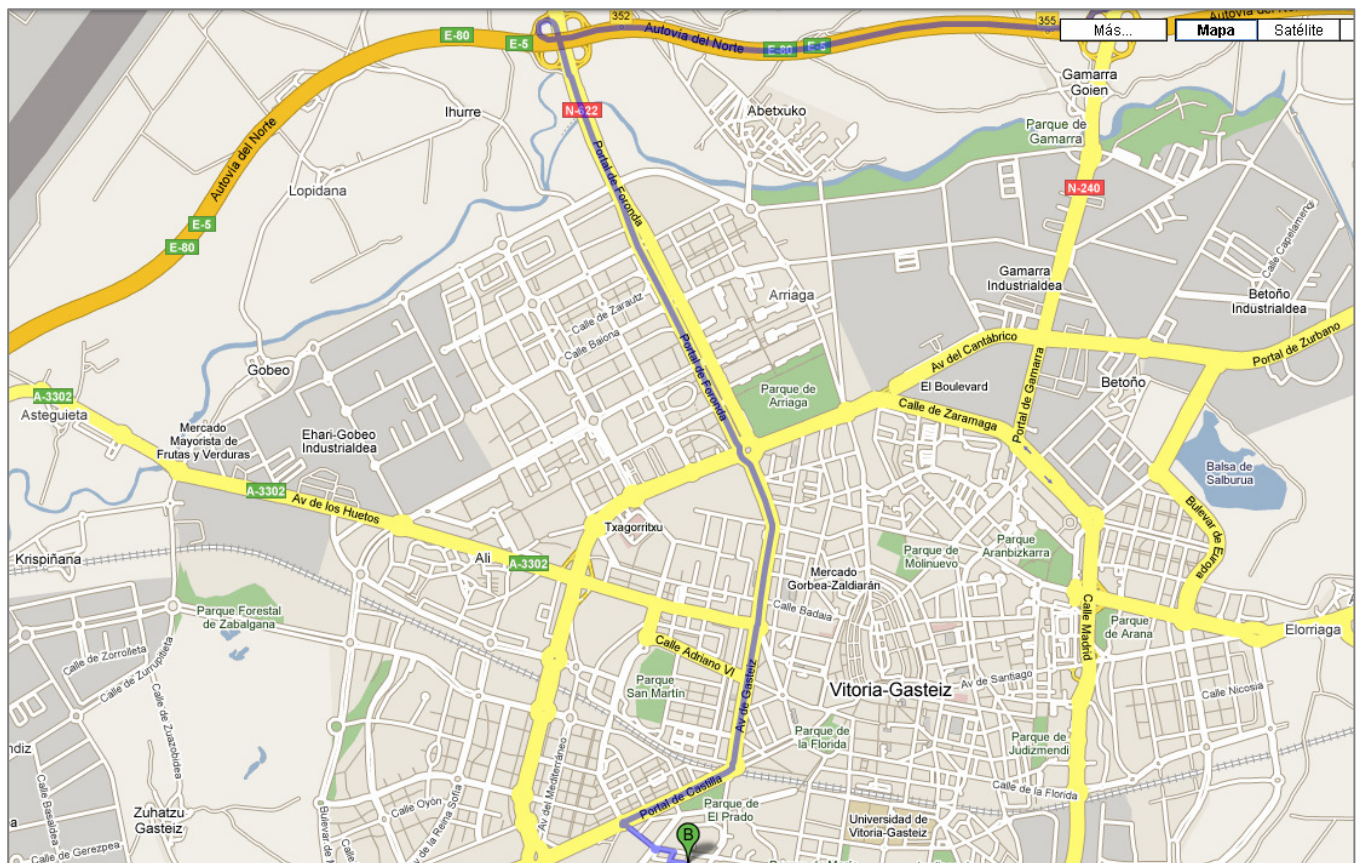 Autovía del Norte
352
355
Más...
Mapa
Satélite
E-80
E-5
Autovía del Norte
E-80
E-5
Gamarra
Goien
Ihurre
N-622
Abetxuko
Parque de
Gamarra
Autovía del Norte
Portal de Foronda
Lopidana
N-240
E-5
E-80
Calle Capelamendi
Gamarra
Industrialdea
Arriaga
Betoño
Industrialdea
Calle de Zarautz
Calle Baiona
Portal de Foronda
Av del Cantábrico
Portal de Zurbano
Gobeo
Parque de
Arriaga
El Boulevard
Portal de Gamarra
Betoño
A-3302
Asteguieta
Calle de Zaramaga
Mercado
Mayorista de
Frutas y Verduras
Ehari-Gobeo
Industrialdea
Balsa de
Salburua
A-3302
Av de los Huetos
Txagorritxu
Bulevar de Europa
Krispiñana
Ali
A-3302
Parque de
Molinuevo
Parque
Aranbizkarra
Mercado
Gorbea-Zaldiarán
Calle Badaia
Parque Forestal
de Zabalgana
Calle Madrid
Parque
de Arana
Elorriaga
Calle Adriano VI
Calle de Zorrolleta
Calle de Zurrupitieta
Parque
San Martín
Av de Gasteiz
Av de Santiago
Vitoria-Gasteiz
Calle Nicosia
Calle de Zuazobidea
Parque de
la Florida
Parque de
Judizmendi
Av del Mediterráneo
Portal de Castilla
Calle de la Florida
Calle Oyón
Av de la Reina Sofía
Parque de
El Prado
Zuhatzu
Gasteiz
Calle Basaldea
Bulevar de
Universidad de
Vitoria-Gasteiz
B
Calle de Gerezpea